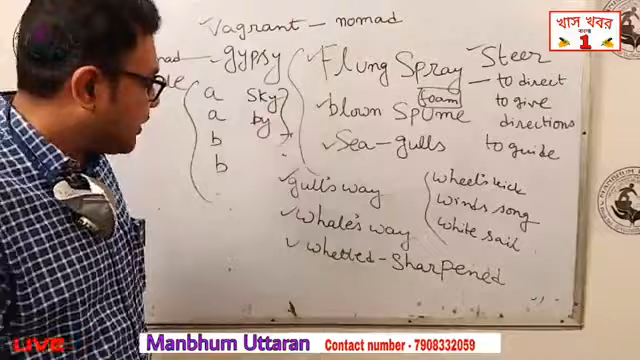 Vagrant - nomad
gypsy
a
a
b
b
sky
by
Flung Spray
foam
blown Spume
Sea-gulls
Steer
to direct
to give
directions
to guide
gull's way
whale's way
whetted - Sharpened
wheel's kick
wind's song
white sail
খাস খবর
বাংলা
1
LIVE
Manbhum Uttaran
Contact number - 7908332059